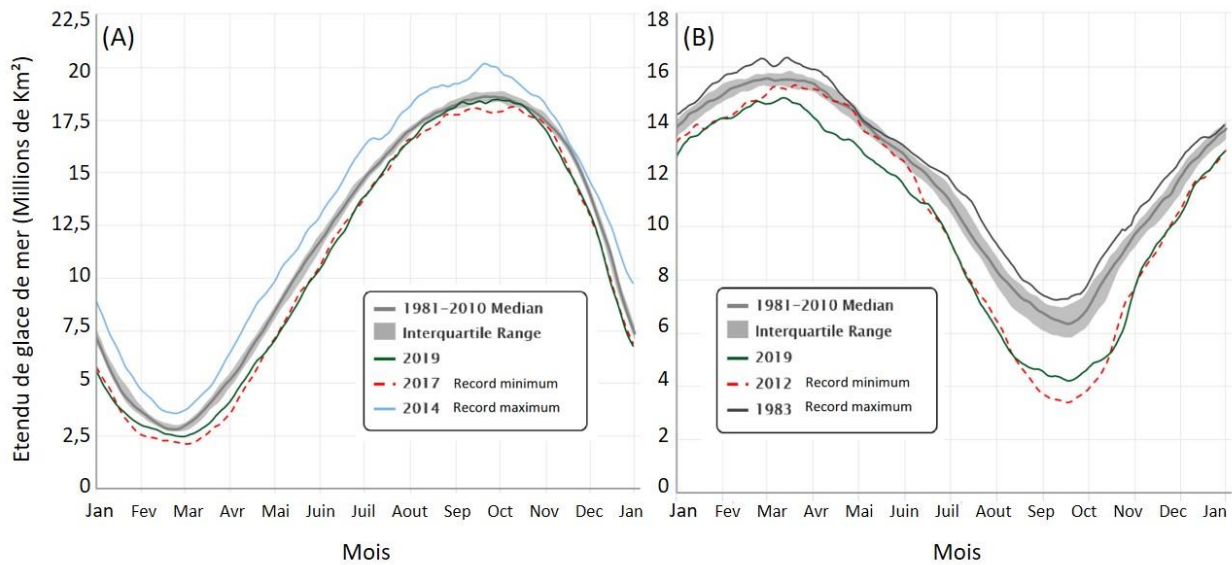 Etendu de glace de mer (Millions de Km²)
(A)
22,5
20
17,5
15
12,5
10
7,5
5
2,5
0
1981–2010 Median
Interquartile Range
2019
2017 Record minimum
2014 Record maximum
Jan Fev Mar Avr Mai Juin Juil Aout Sep Oct Nov Dec Jan
Mois
(B)
18
16
14
12
10
8
6
4
2
0
1981–2010 Median
Interquartile Range
2019
2012 Record minimum
1983 Record maximum
Jan Fev Mar Avr Mai Juin Juil Aout Sep Oct Nov Dec Jan
Mois